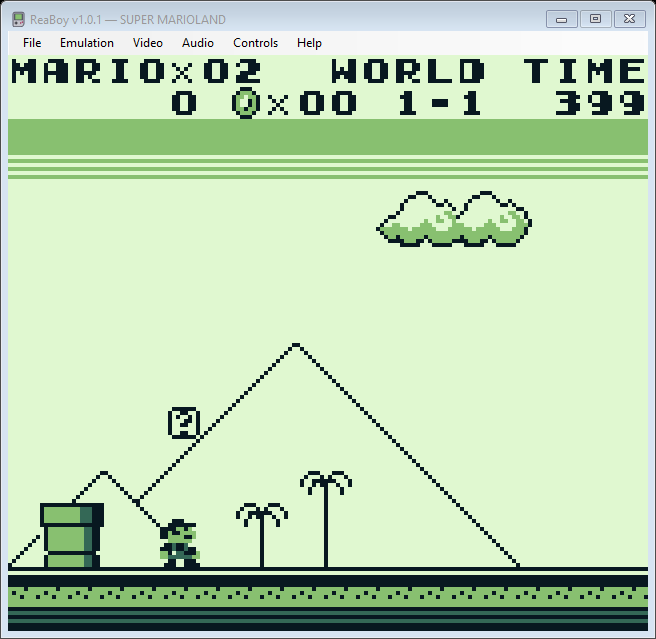 ReaBoy v1.0.1 — SUPER MARIOLAND
File Emulation Video Audio Controls Help
MARIO×02 WORLD TIME
0 ×00 1-1 399
?